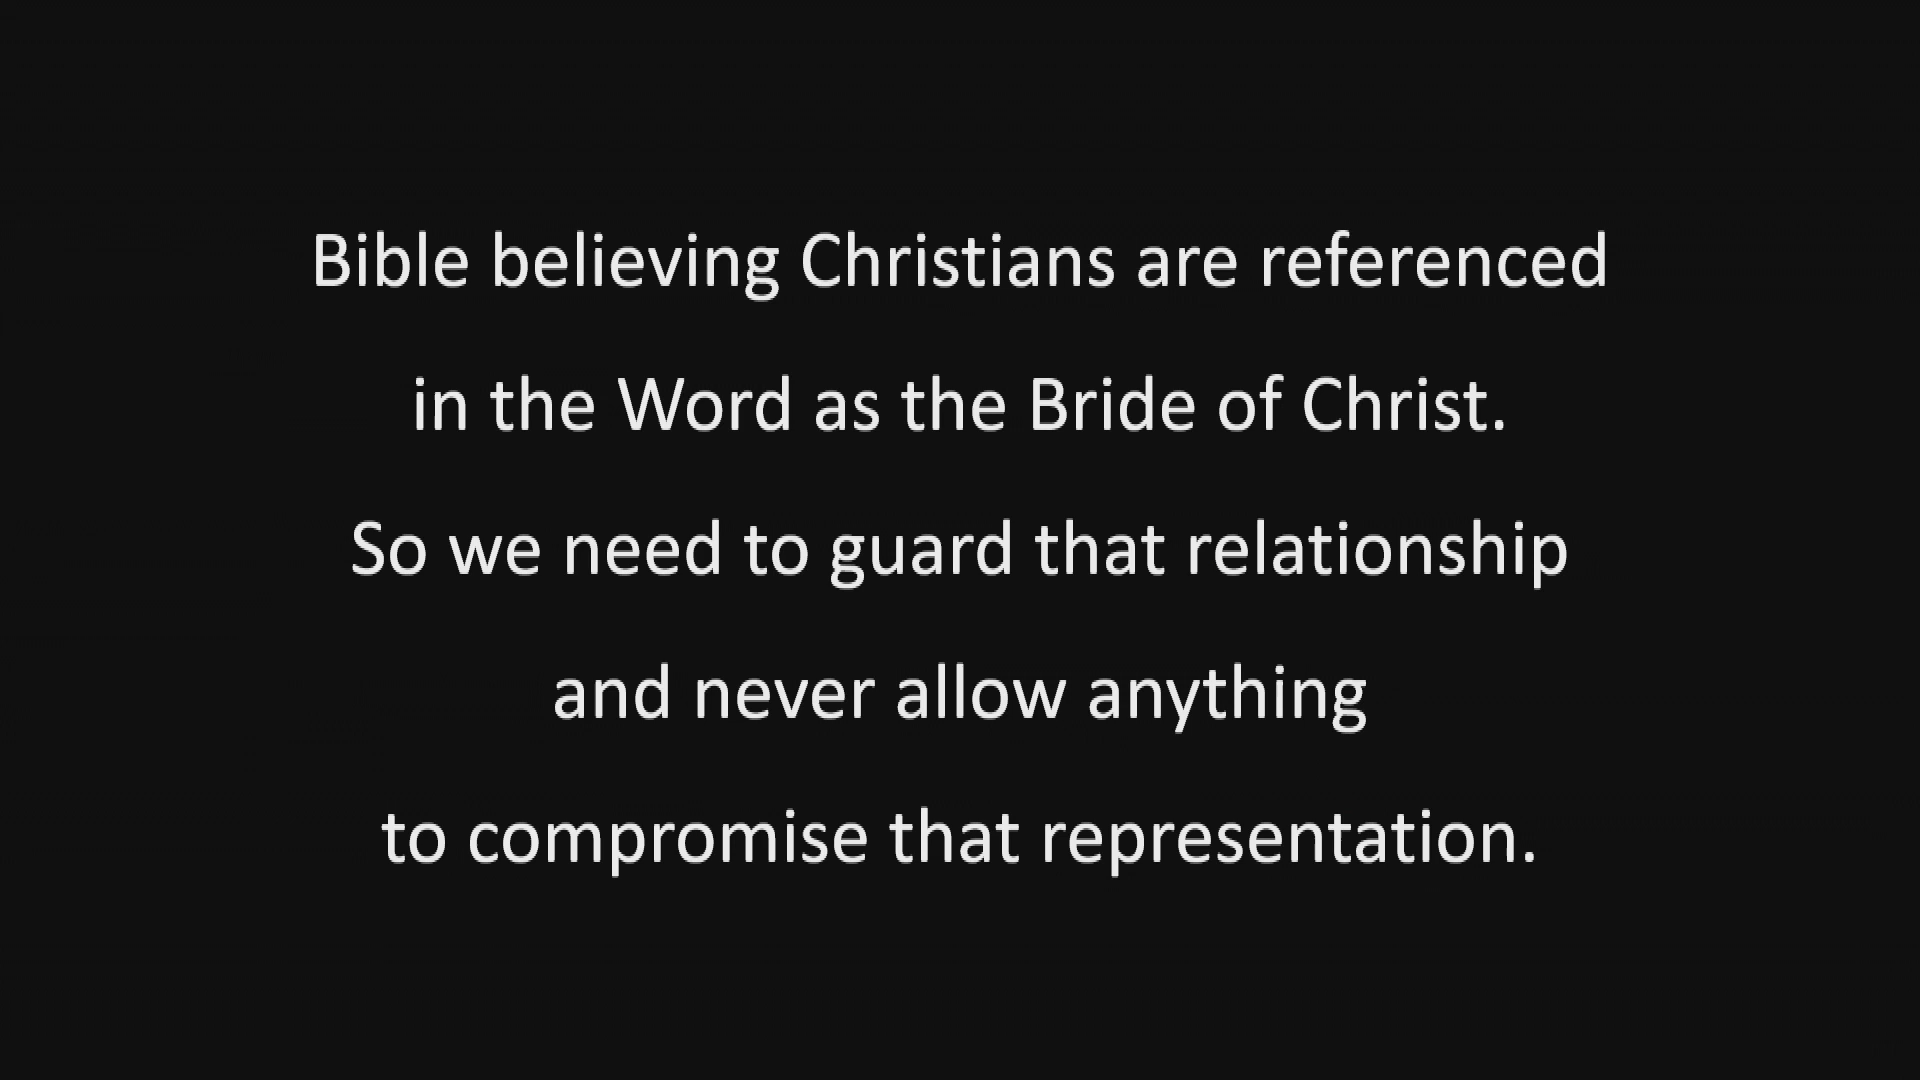 Bible believing Christians are referenced
in the Word as the Bride of Christ.
So we need to guard that relationship
and never allow anything
to compromise that representation.